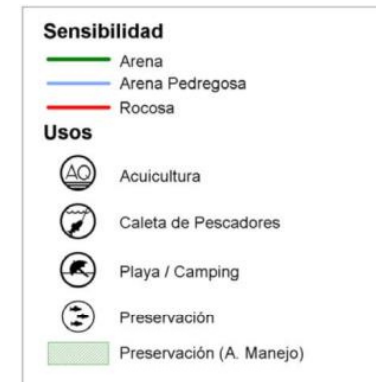 Sensibilidad
Arena
Arena Pedregosa
Rocosa
Usos
AQ
Acuicultura
Caleta de Pescadores
Playa / Camping
Preservación
Preservación (A. Manejo)